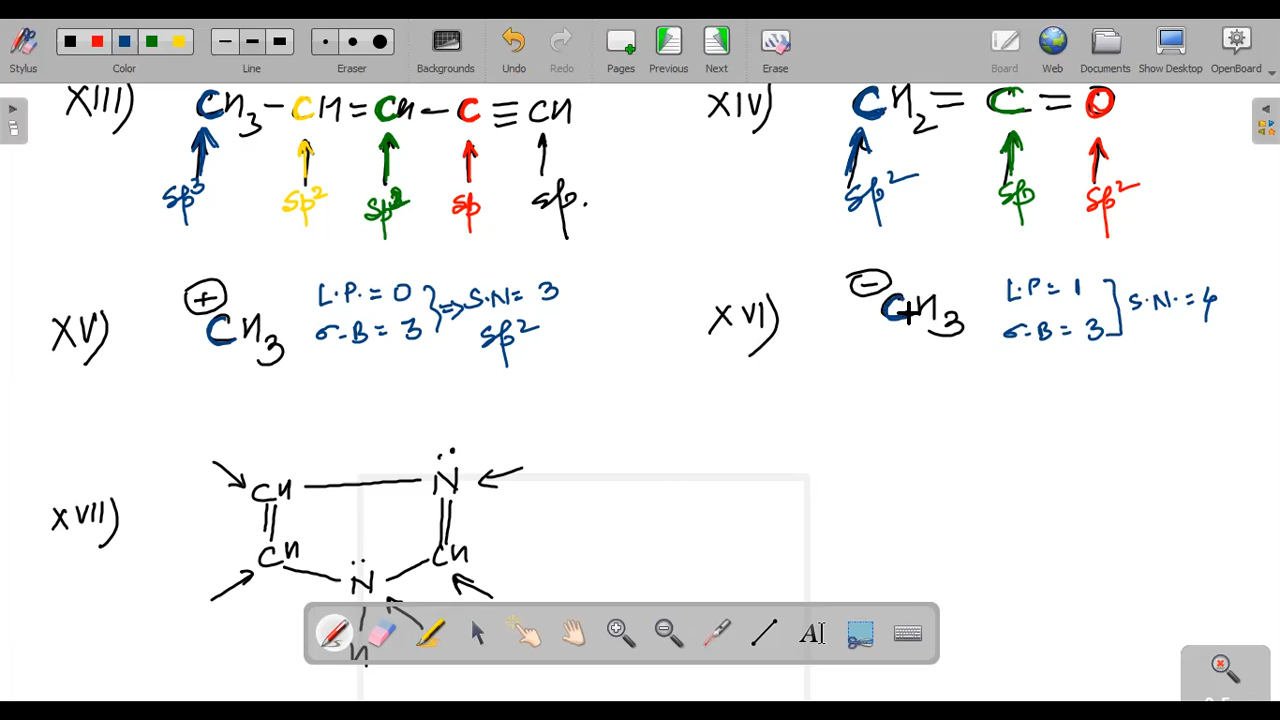 Stylus Color Line Eraser Backgrounds Undo Redo Pages Previous Next Erase Board Web Documents Show Desktop OpenBoard
XIII) CH3 - CH = CH - C ≡ CH
sp3 sp2 sp2 sp sp.
XIV) CH2 = C = O
sp2 sp sp2
XV) + CH3 L.P. = 0 } => S.N = 3
σ-B = 3 sp2
XVI) - CH3 L.P = 1 ] S.N. = 4
σ-B = 3
XVII) CH N
CH N CH
H
AI